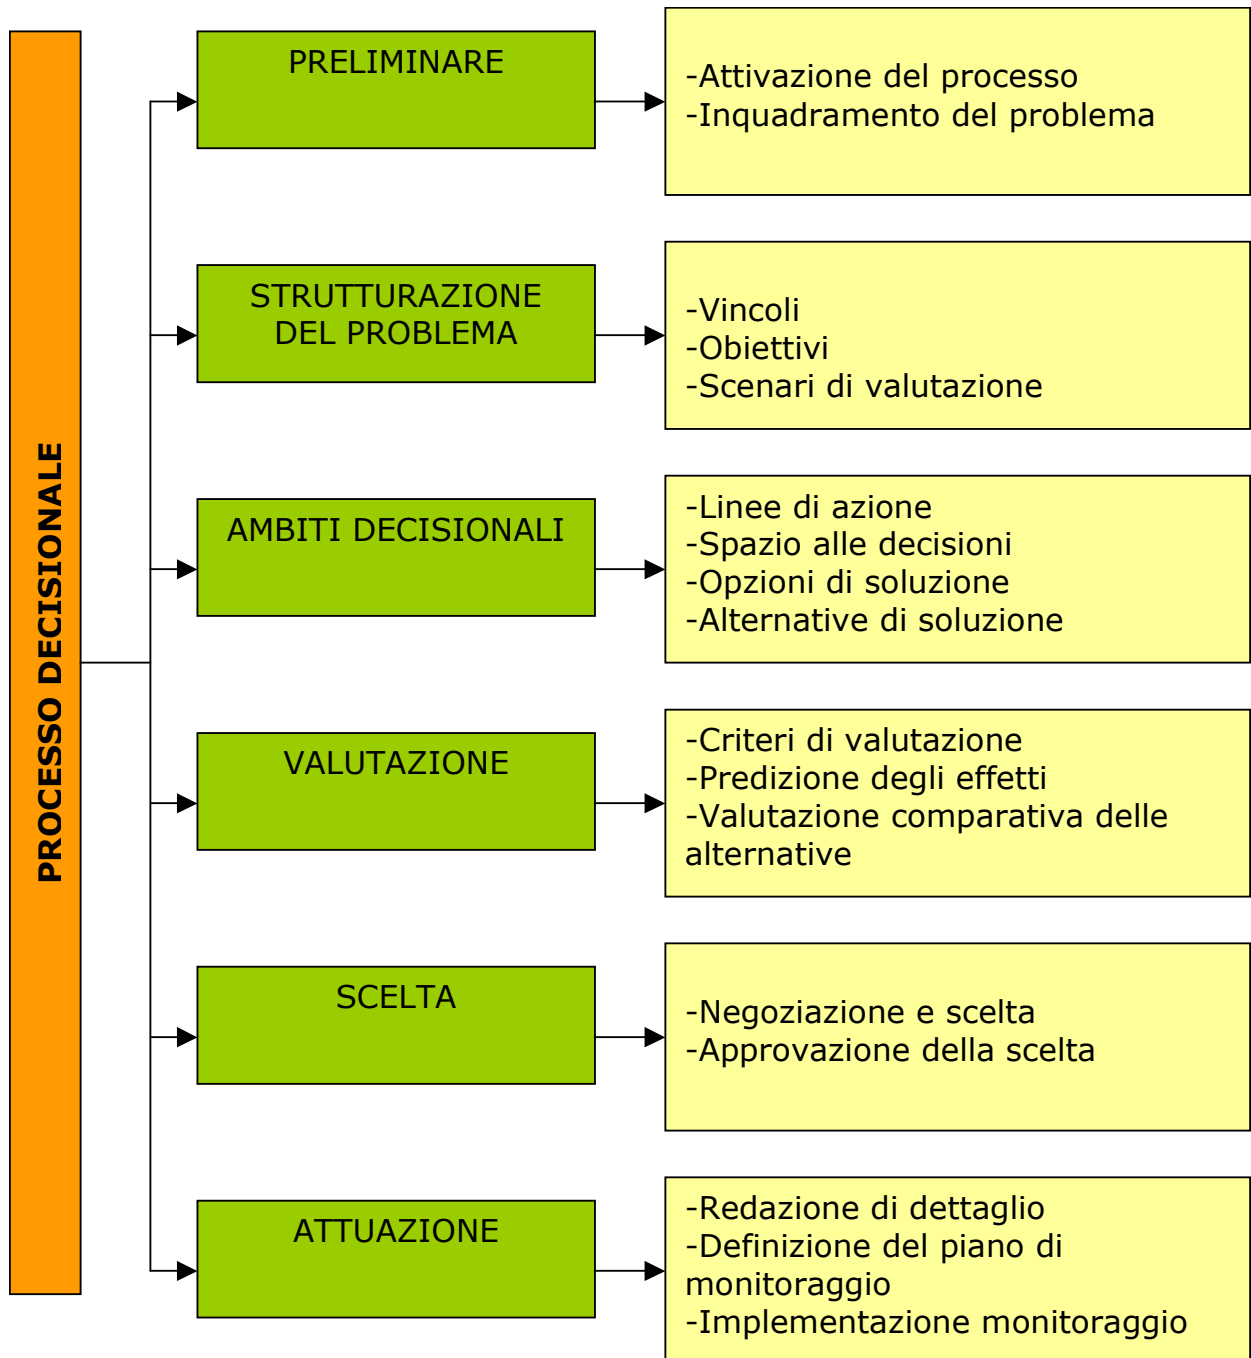 PROCESSO DECISIONALE
PRELIMINARE
-Attivazione del processo
-Inquadramento del problema
STRUTTURAZIONE
DEL PROBLEMA
-Vincoli
-Obiettivi
-Scenari di valutazione
AMBITI DECISIONALI
-Linee di azione
-Spazio alle decisioni
-Opzioni di soluzione
-Alternative di soluzione
VALUTAZIONE
-Criteri di valutazione
-Predizione degli effetti
-Valutazione comparativa delle
alternative
SCELTA
-Negoziazione e scelta
-Approvazione della scelta
ATTUAZIONE
-Redazione di dettaglio
-Definizione del piano di
monitoraggio
-Implementazione monitoraggio